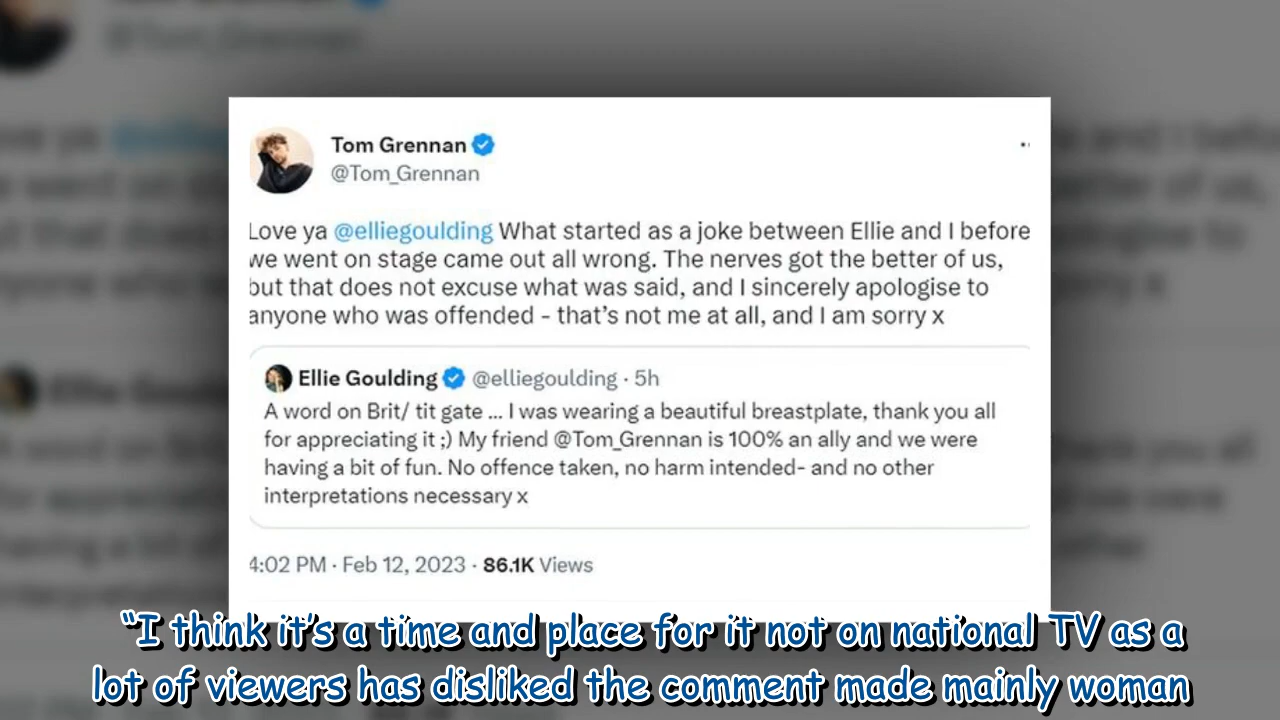 Tom Grennan
@Tom_Grennan
Love ya @elliegoulding What started as a joke between Ellie and I before
we went on stage came out all wrong. The nerves got the better of us,
but that does not excuse what was said, and I sincerely apologise to
anyone who was offended - that's not me at all, and I am sorry x
Ellie Goulding @elliegoulding · 5h
A word on Brit/ tit gate ... I was wearing a beautiful breastplate, thank you all
for appreciating it ;) My friend @Tom_Grennan is 100% an ally and we were
having a bit of fun. No offence taken, no harm intended- and no other
interpretations necessary x
4:02 PM · Feb 12, 2023 · 86.1K Views
“I think it’s a time and place for it not on national TV as a
lot of viewers has disliked the comment made mainly woman